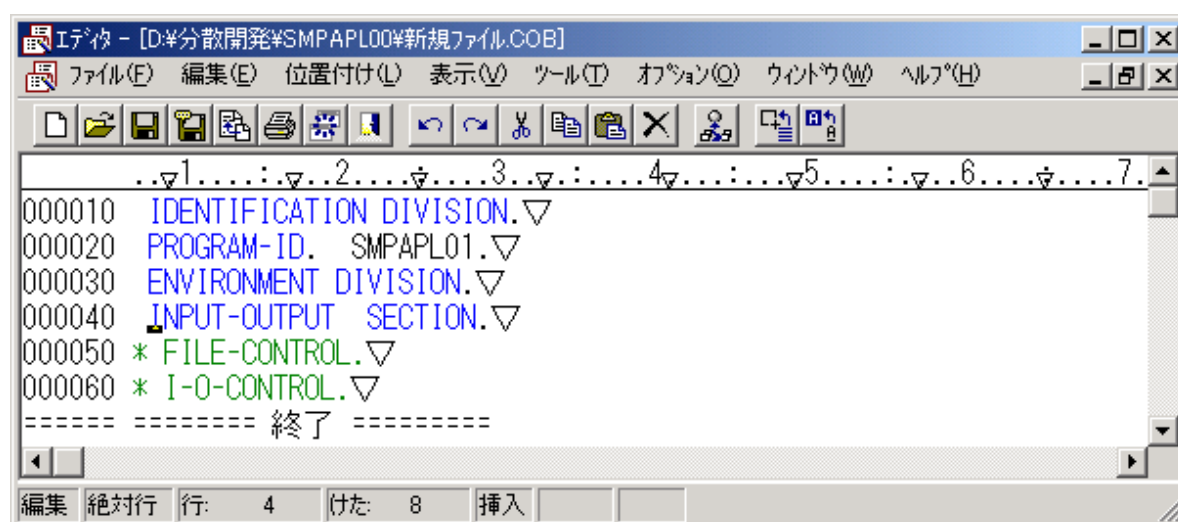 ｴﾃﾞｨﾀ - [D:¥分散開発¥SMPAPL00¥新規ﾌｧｲﾙ.COB]
ﾌｧｲﾙ(F) 編集(E) 位置付け(L) 表示(V) ﾂｰﾙ(T) ｵﾌﾟｼｮﾝ(O) ｳｨﾝﾄﾞｳ(W) ﾍﾙﾌﾟ(H)
..▽1....:.▽..2....▽....3..▽.:....4▽...:...▽5....:.▽..6....▽....7.
000010 IDENTIFICATION DIVISION.▽
000020 PROGRAM-ID. SMPAPL01.▽
000030 ENVIRONMENT DIVISION.▽
000040 INPUT-OUTPUT SECTION.▽
000050 * FILE-CONTROL.▽
000060 * I-O-CONTROL.▽
====== ======== 終了 =========
編集 絶対行 行: 4 けた: 8 挿入